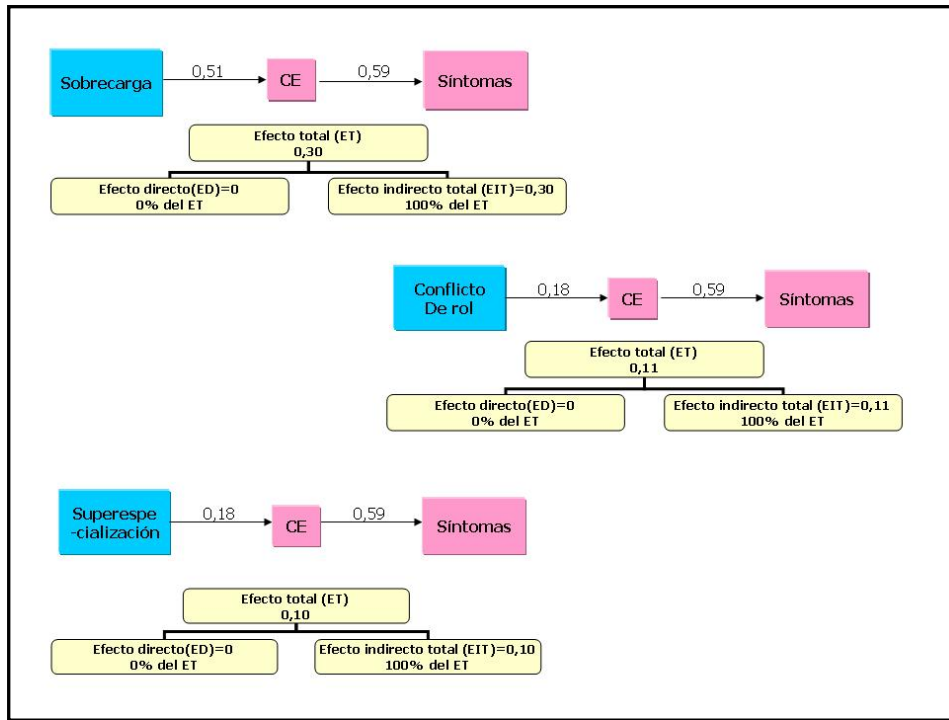 Sobrecarga
0,51
CE
0,59
Síntomas
Efecto total (ET)
0,30
Efecto directo(ED)=0
0% del ET
Efecto indirecto total (EIT)=0,30
100% del ET
Conflicto
De rol
0,18
CE
0,59
Síntomas
Efecto total (ET)
0,11
Efecto directo(ED)=0
0% del ET
Efecto indirecto total (EIT)=0,11
100% del ET
Superespe
-cialización
0,18
CE
0,59
Síntomas
Efecto total (ET)
0,10
Efecto directo(ED)=0
0% del ET
Efecto indirecto total (EIT)=0,10
100% del ET